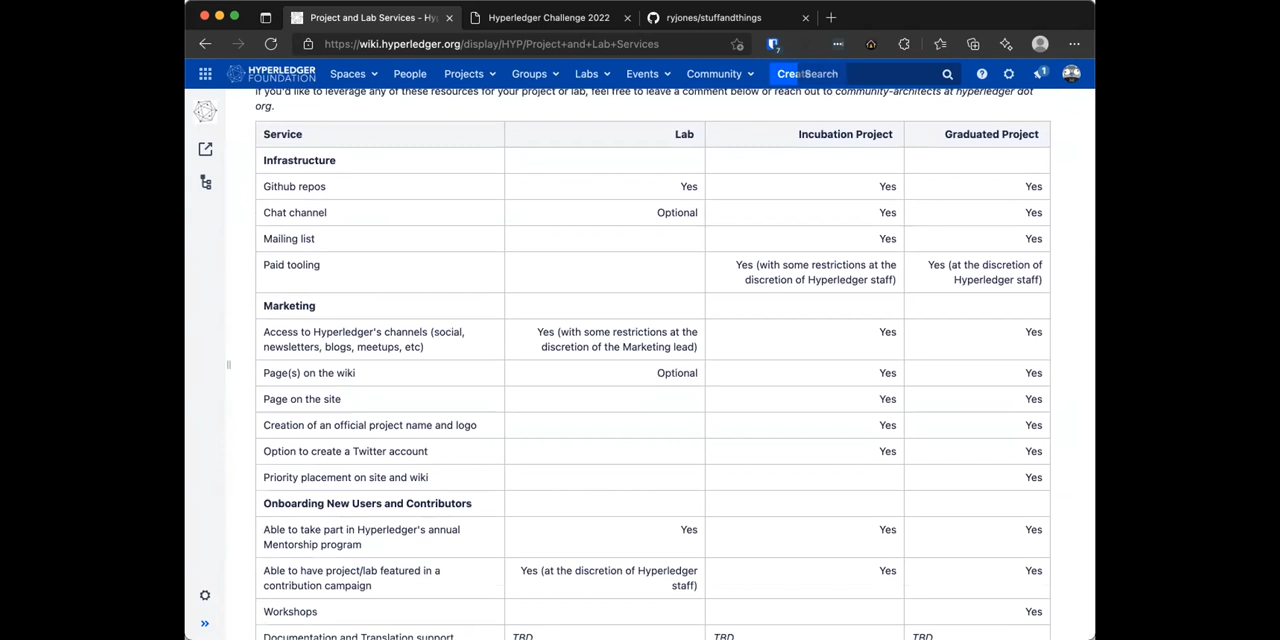 Project and Lab Services - Hy
Hyperledger Challenge 2022
ryjones/stuffandthings
https://wiki.hyperledger.org/display/HYP/Project+and+Lab+Services
7
HYPERLEDGER FOUNDATION Spaces People Projects Groups Labs Events Community Creat Search 1
If you'd like to leverage any of these resources for your project or lab, feel free to leave a comment below or reach out to community-architects at hyperledger dot
org.
Service Lab Incubation Project Graduated Project
Infrastructure
Github repos Yes Yes Yes
Chat channel Optional Yes Yes
Mailing list Yes Yes
Paid tooling Yes (with some restrictions at the Yes (at the discretion of
discretion of Hyperledger staff) Hyperledger staff)
Marketing
Access to Hyperledger's channels (social, Yes (with some restrictions at the Yes Yes
newsletters, blogs, meetups, etc) discretion of the Marketing lead)
Page(s) on the wiki Optional Yes Yes
Page on the site Yes Yes
Creation of an official project name and logo Yes Yes
Option to create a Twitter account Yes Yes
Priority placement on site and wiki Yes
Onboarding New Users and Contributors
Able to take part in Hyperledger's annual Yes Yes Yes
Mentorship program
Able to have project/lab featured in a Yes (at the discretion of Hyperledger Yes Yes
contribution campaign staff)
Workshops Yes
Documentation and Translation support TBD TBD TBD